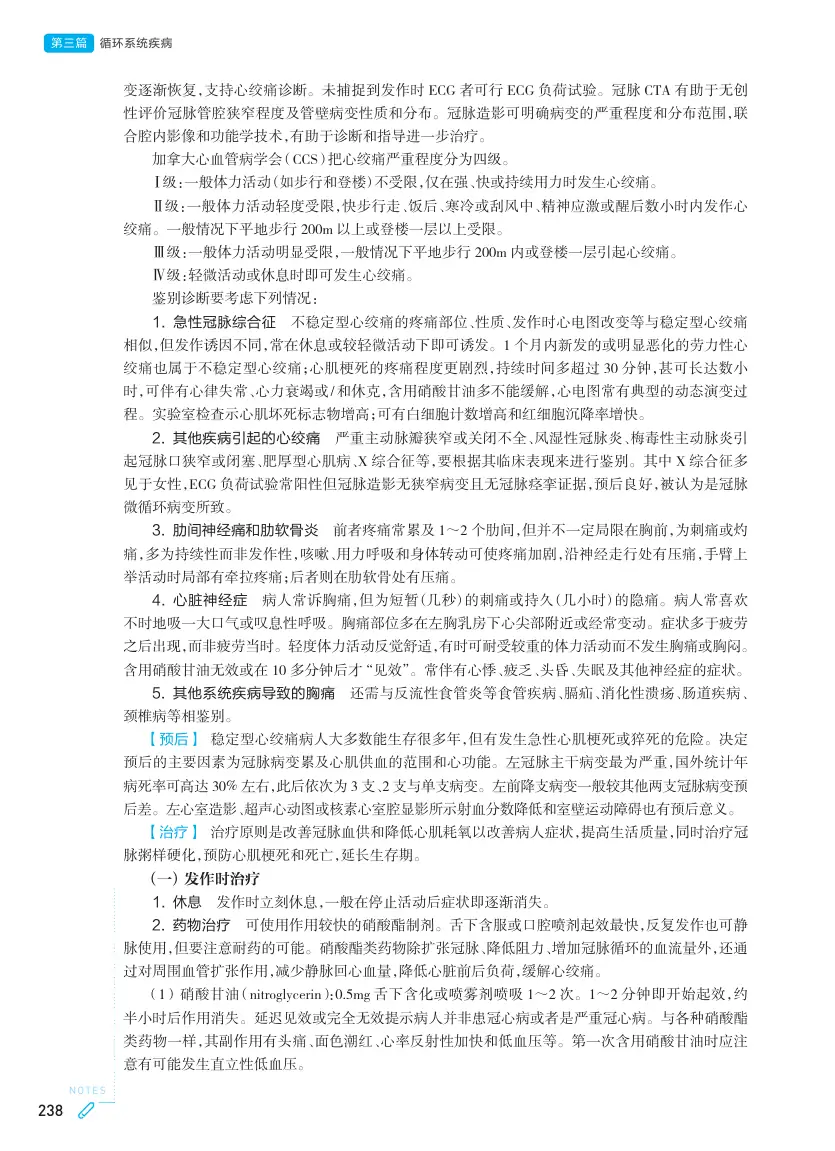 第三篇 循环系统疾病
变逐渐恢复,支持心绞痛诊断。未捕捉到发作时 ECG 者可行 ECG 负荷试验。冠脉 CTA 有助于无创
性评价冠脉管腔狭窄程度及管壁病变性质和分布。冠脉造影可明确病变的严重程度和分布范围,联
合腔内影像和功能学技术,有助于诊断和指导进一步治疗。
加拿大心血管病学会(CCS)把心绞痛严重程度分为四级。
Ⅰ级:一般体力活动(如步行和登楼)不受限,仅在强、快或持续用力时发生心绞痛。
Ⅱ级:一般体力活动轻度受限,快步行走、饭后、寒冷或刮风中、精神应激或醒后数小时内发作心
绞痛。一般情况下平地步行 200m 以上或登楼一层以上受限。
Ⅲ级:一般体力活动明显受限,一般情况下平地步行 200m 内或登楼一层引起心绞痛。
Ⅳ级:轻微活动或休息时即可发生心绞痛。
鉴别诊断要考虑下列情况:
1. 急性冠脉综合征 不稳定型心绞痛的疼痛部位、性质、发作时心电图改变等与稳定型心绞痛
相似,但发作诱因不同,常在休息或较轻微活动下即可诱发。1 个月内新发的或明显恶化的劳力性心
绞痛也属于不稳定型心绞痛;心肌梗死的疼痛程度更剧烈,持续时间多超过 30 分钟,甚可长达数小
时,可伴有心律失常、心力衰竭或/和休克,含用硝酸甘油多不能缓解,心电图常有典型的动态演变过
程。实验室检查示心肌坏死标志物增高;可有白细胞计数增高和红细胞沉降率增快。
2. 其他疾病引起的心绞痛 严重主动脉瓣狭窄或关闭不全、风湿性冠脉炎、梅毒性主动脉炎引
起冠脉口狭窄或闭塞、肥厚型心肌病、X 综合征等,要根据其临床表现来进行鉴别。其中 X 综合征多
见于女性,ECG 负荷试验常阳性但冠脉造影无狭窄病变且无冠脉痉挛证据,预后良好,被认为是冠脉
微循环病变所致。
3. 肋间神经痛和肋软骨炎 前者疼痛常累及 1～2 个肋间,但并不一定局限在胸前,为刺痛或灼
痛,多为持续性而非发作性,咳嗽、用力呼吸和身体转动可使疼痛加剧,沿神经走行处有压痛,手臂上
举活动时局部有牵拉疼痛;后者则在肋软骨处有压痛。
4. 心脏神经症 病人常诉胸痛,但为短暂(几秒)的刺痛或持久(几小时)的隐痛。病人常喜欢
不时地吸一大口气或叹息性呼吸。胸痛部位多在左胸乳房下心尖部附近或经常变动。症状多于疲劳
之后出现,而非疲劳当时。轻度体力活动反觉舒适,有时可耐受较重的体力活动而不发生胸痛或胸闷。
含用硝酸甘油无效或在 10 多分钟后才“见效”。常伴有心悸、疲乏、头昏、失眠及其他神经症的症状。
5. 其他系统疾病导致的胸痛 还需与反流性食管炎等食管疾病、膈疝、消化性溃疡、肠道疾病、
颈椎病等相鉴别。
【预后】 稳定型心绞痛病人大多数能生存很多年,但有发生急性心肌梗死或猝死的危险。决定
预后的主要因素为冠脉病变累及心肌供血的范围和心功能。左冠脉主干病变最为严重,国外统计年
病死率可高达 30% 左右,此后依次为 3 支、2 支与单支病变。左前降支病变一般较其他两支冠脉病变预
后差。左心室造影、超声心动图或核素心室腔显影所示射血分数降低和室壁运动障碍也有预后意义。
【治疗】 治疗原则是改善冠脉血供和降低心肌耗氧以改善病人症状,提高生活质量,同时治疗冠
脉粥样硬化,预防心肌梗死和死亡,延长生存期。
(一)发作时治疗
1. 休息 发作时立刻休息,一般在停止活动后症状即逐渐消失。
2. 药物治疗 可使用作用较快的硝酸酯制剂。舌下含服或口腔喷剂起效最快,反复发作也可静
脉使用,但要注意耐药的可能。硝酸酯类药物除扩张冠脉、降低阻力、增加冠脉循环的血流量外,还通
过对周围血管扩张作用,减少静脉回心血量,降低心脏前后负荷,缓解心绞痛。
(1)硝酸甘油(nitroglycerin):0.5mg 舌下含化或喷雾剂喷吸 1～2 次。1～2 分钟即开始起效,约
半小时后作用消失。延迟见效或完全无效提示病人并非患冠心病或者是严重冠心病。与各种硝酸酯
类药物一样,其副作用有头痛、面色潮红、心率反射性加快和低血压等。第一次含用硝酸甘油时应注
意有可能发生直立性低血压。
NOTES
238